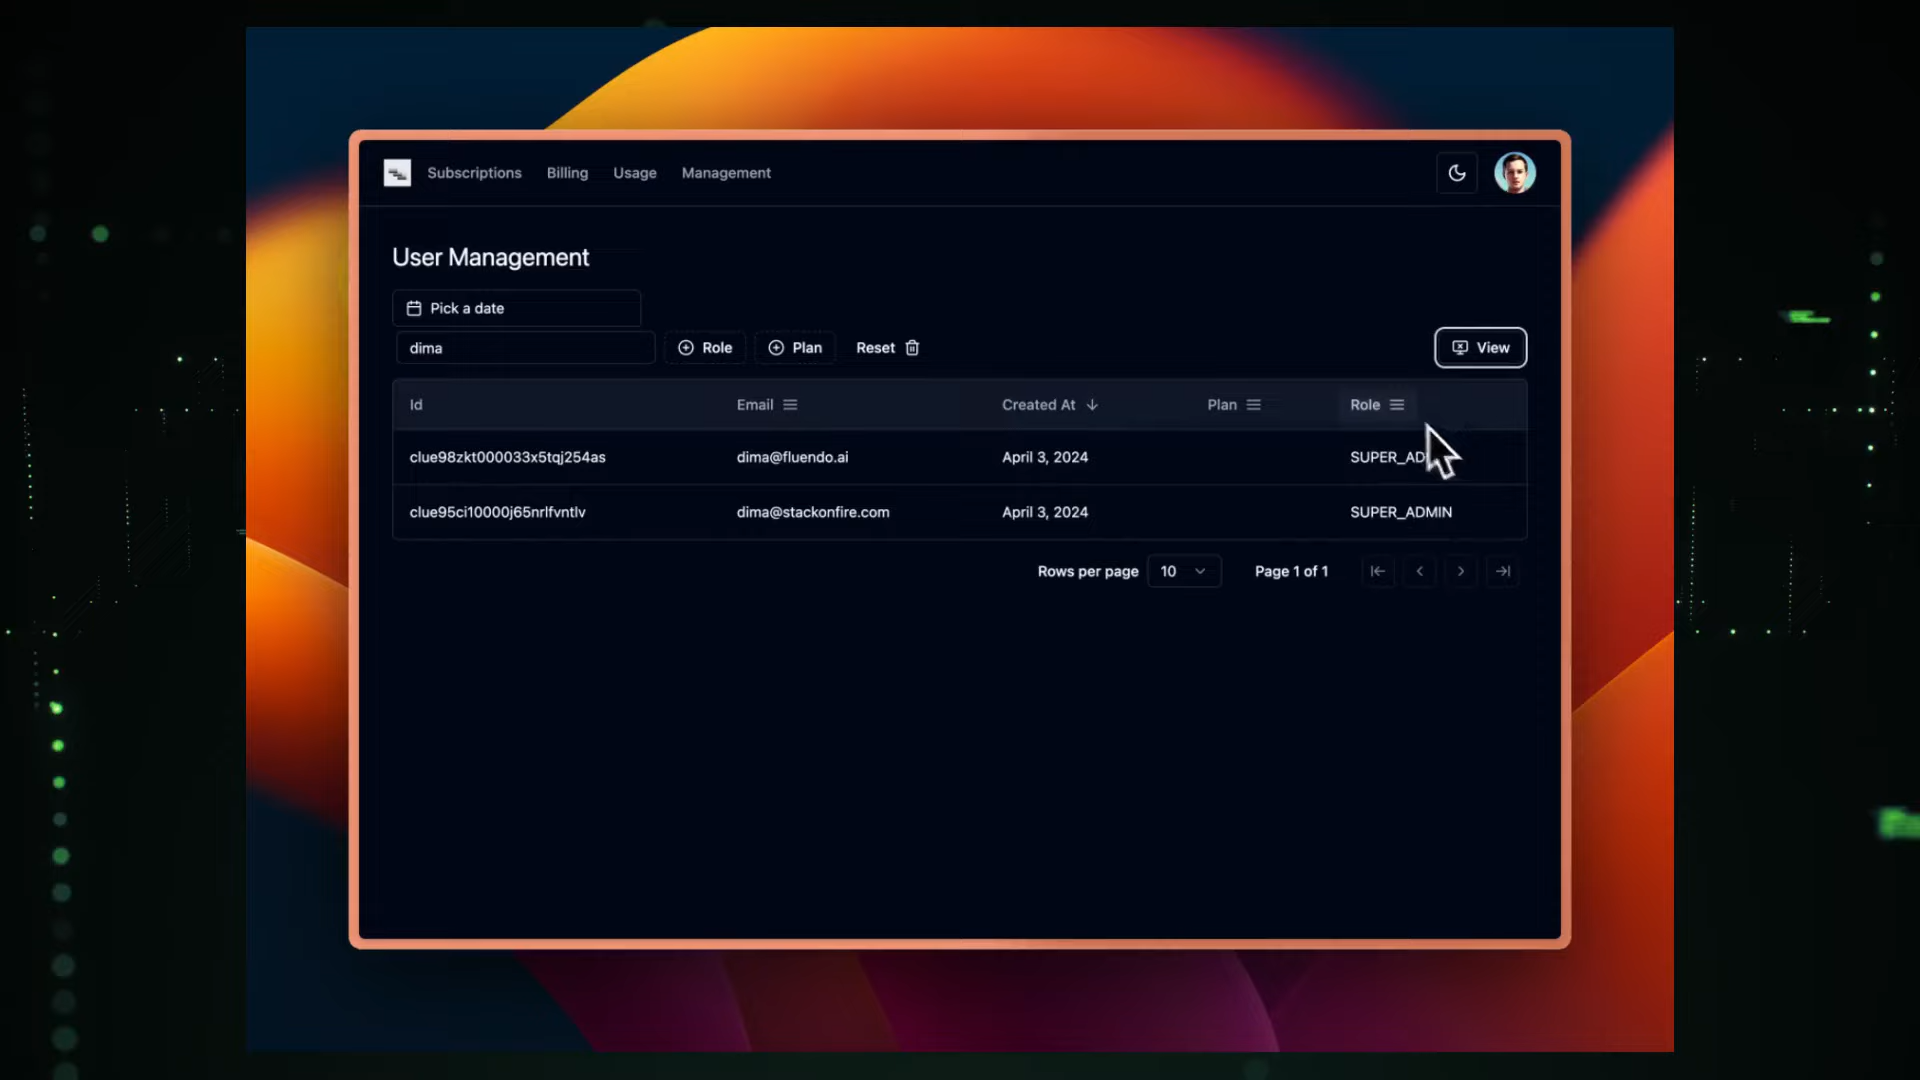 Subscriptions Billing Usage Management
User Management
Pick a date
dima Role Plan Reset View
Id Email Created At Plan Role
clue98zkt000033x5tqj254as dima@fluendo.ai April 3, 2024 SUPER_AD
clue95ci10000j65nrlfvntlv dima@stackonfire.com April 3, 2024 SUPER_ADMIN
Rows per page 10 Page 1 of 1